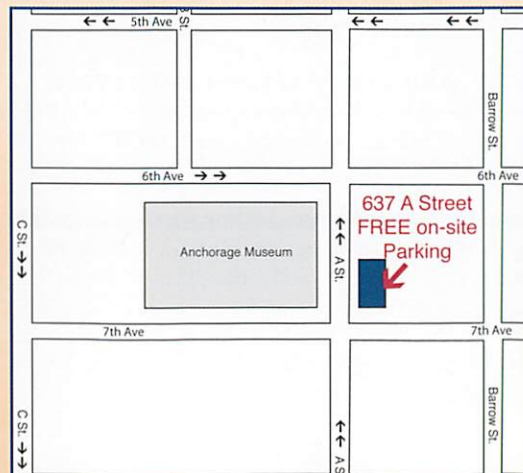 ← ← 5th Ave
B St.
← ←
← ←
Barrow St.
6th Ave → →
6th Ave
C St. → →
Anchorage Museum
← ← A St.
637 A Street
FREE on-site
Parking
7th Ave
7th Ave
C St. → →
← ← A S
Barrow St.